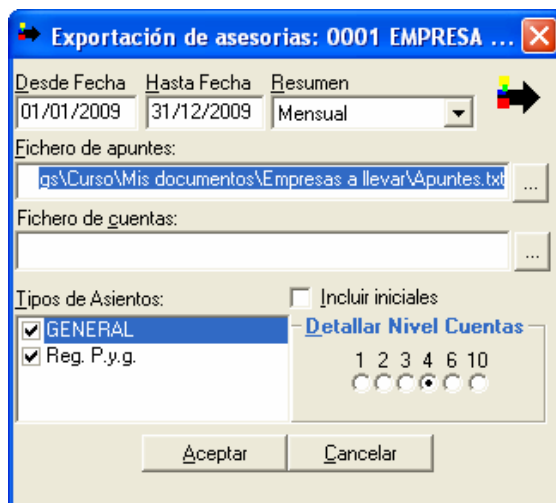 Exportación de asesorias: 0001 EMPRESA ...
Desde Fecha Hasta Fecha Resumen
01/01/2009 31/12/2009 Mensual
Fichero de apuntes:
gs\Curso\Mis documentos\Empresas a llevar\Apuntes.txt ...
Fichero de cuentas:
...
Tipos de Asientos: Incluir iniciales
GENERAL Detallar Nivel Cuentas
Reg. P.y.g. 1 2 3 4 6 10
Aceptar Cancelar